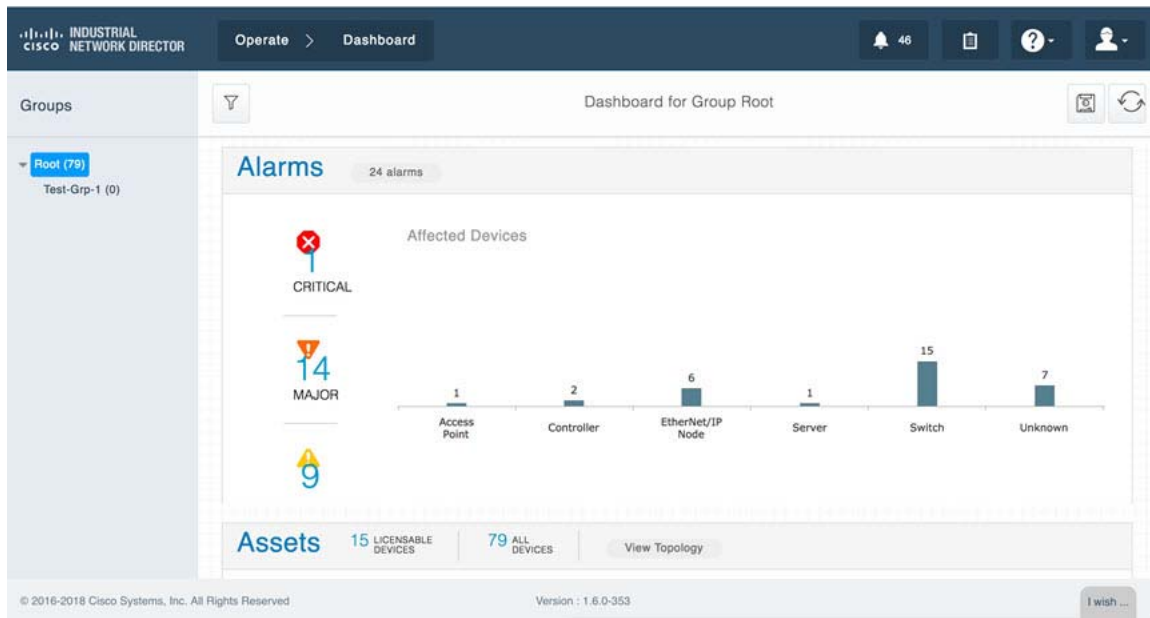 INDUSTRIAL
CISCO NETWORK DIRECTOR
Operate > Dashboard
46
Groups
Dashboard for Group Root
Root (79)
Test-Grp-1 (0)
Alarms
24 alarms
Affected Devices
1
CRITICAL
14
MAJOR
9
1
2
6
1
15
7
Access Point
Controller
EtherNet/IP Node
Server
Switch
Unknown
Assets
15 LICENSABLE DEVICES
79 ALL DEVICES
View Topology
© 2016-2018 Cisco Systems, Inc. All Rights Reserved
Version : 1.6.0-353
I wish ...